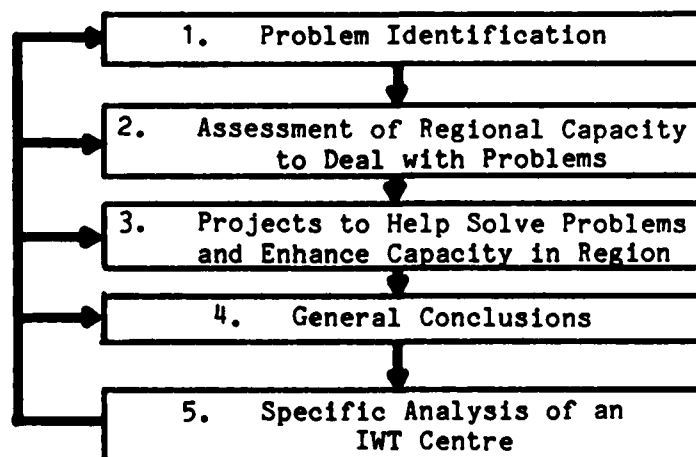 1. Problem Identification
2. Assessment of Regional Capacity
to Deal with Problems
3. Projects to Help Solve Problems
and Enhance Capacity in Region
4. General Conclusions
5. Specific Analysis of an
IWT Centre